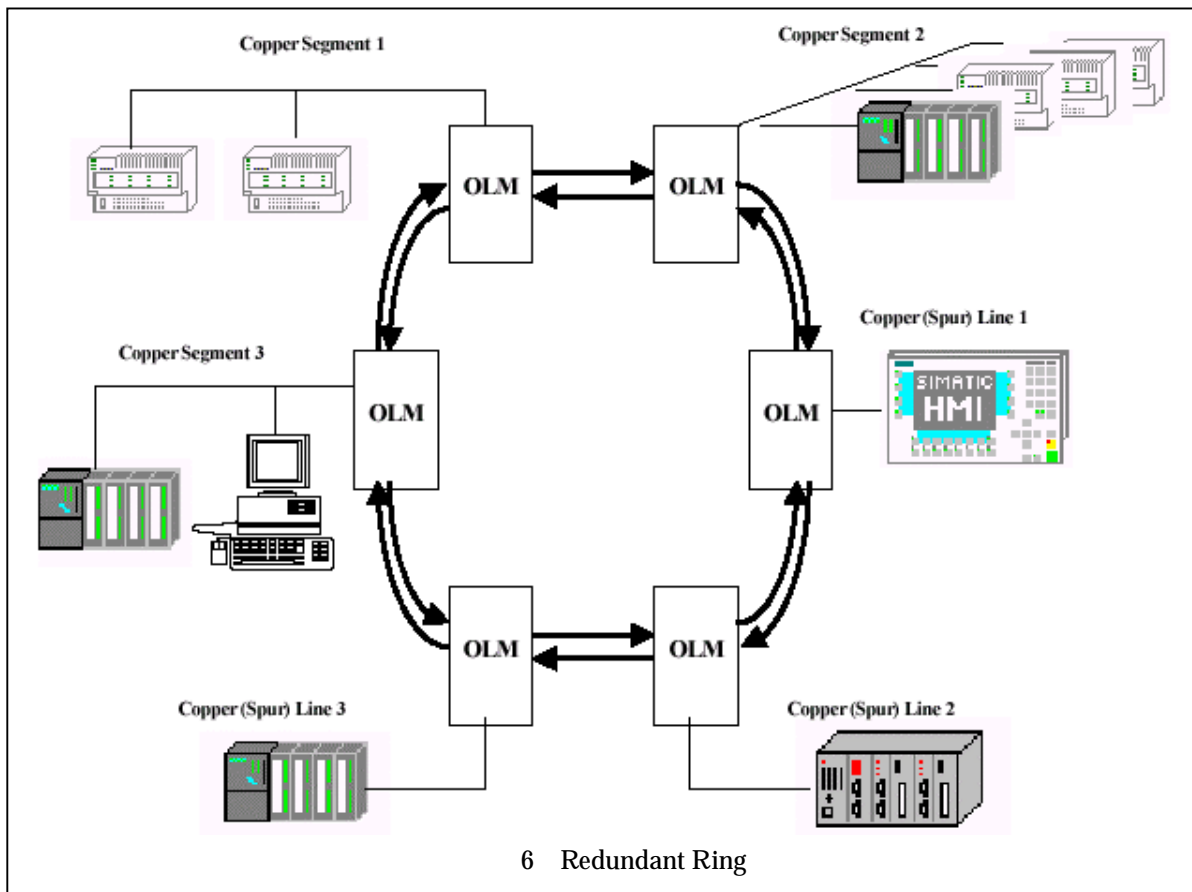 Copper Segment 1
Copper Segment 2
OLM
OLM
Copper (Spur) Line 1
Copper Segment 3
SIMATIC
HMI
OLM
OLM
OLM
OLM
Copper (Spur) Line 3
Copper (Spur) Line 2
6 Redundant Ring